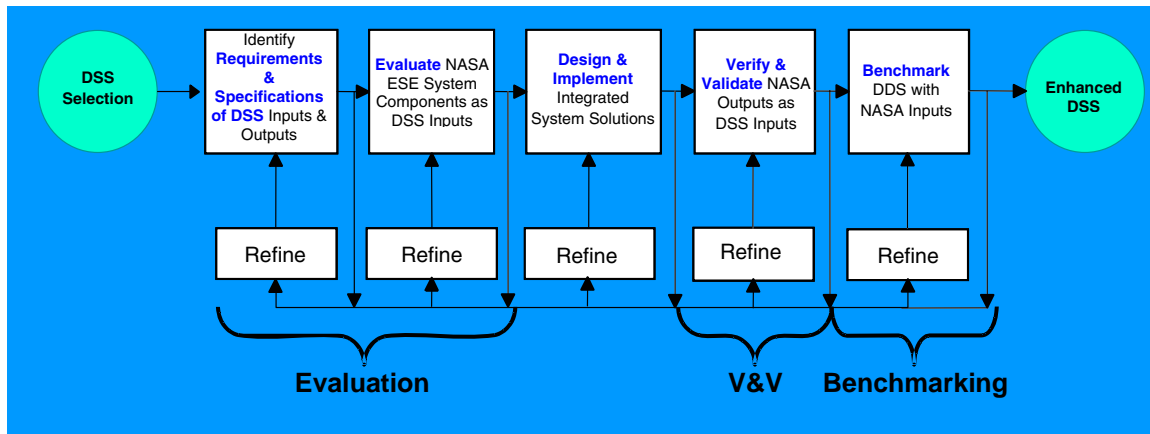 DSS
Selection
Identify
Requirements
&
Specifications
of DSS Inputs &
Outputs
Evaluate NASA
ESE System
Components as
DSS Inputs
Design &
Implement
Integrated
System Solutions
Verify &
Validate NASA
Outputs as
DSS Inputs
Benchmark
DDS with
NASA Inputs
Enhanced
DSS
Refine
Refine
Refine
Refine
Refine
Evaluation
V&V
Benchmarking